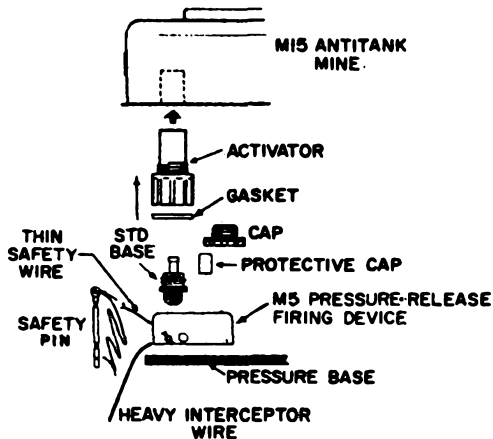 M15 ANTITANK
MINE.
ACTIVATOR
GASKET
STD
BASE
CAP
THIN
SAFETY
WIRE
PROTECTIVE CAP
M5 PRESSURE-RELEASE
FIRING DEVICE
SAFETY
PIN
PRESSURE BASE
HEAVY INTERCEPTOR
WIRE